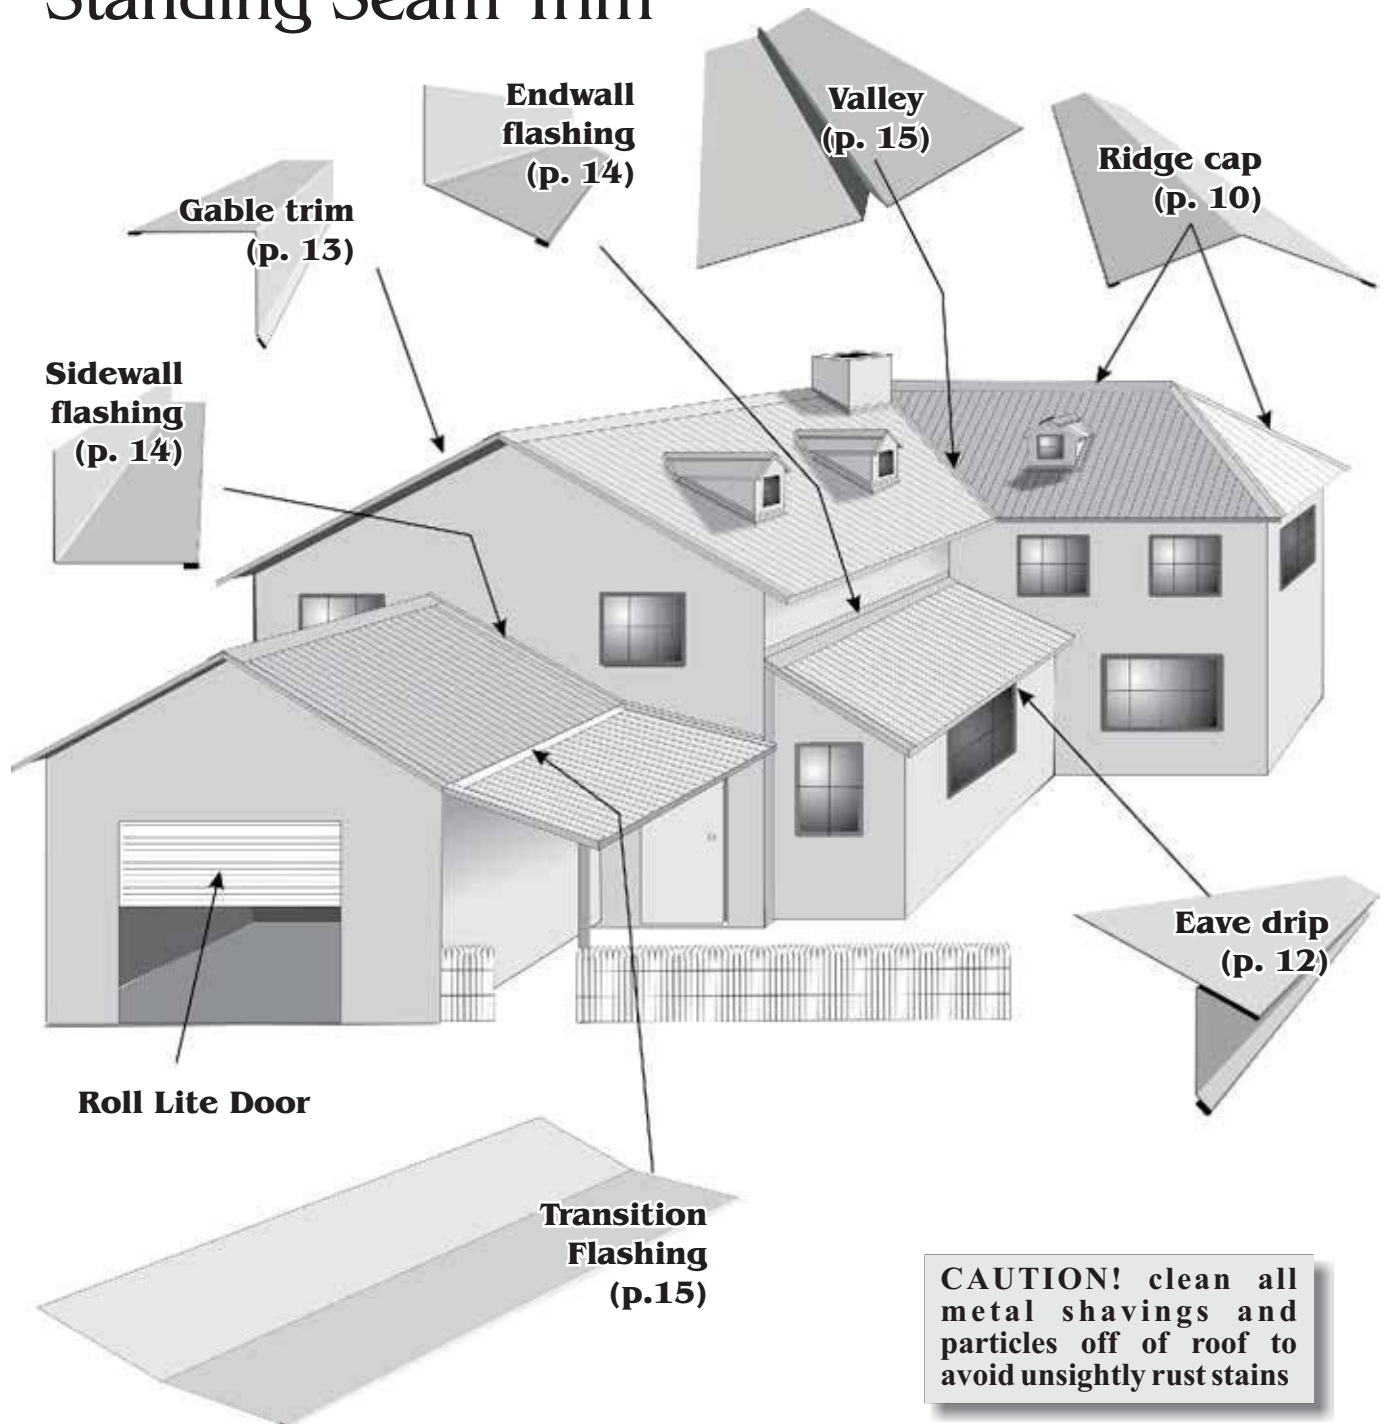 Standing Seam Trim
Endwall
flashing
(p. 14)
Valley
(p. 15)
Ridge cap
(p. 10)
Gable trim
(p. 13)
Sidewall
flashing
(p. 14)
Eave drip
(p. 12)
Roll Lite Door
Transition
Flashing
(p.15)
CAUTION! clean all
metal shavings and
particles off of roof to
avoid unsightly rust stains